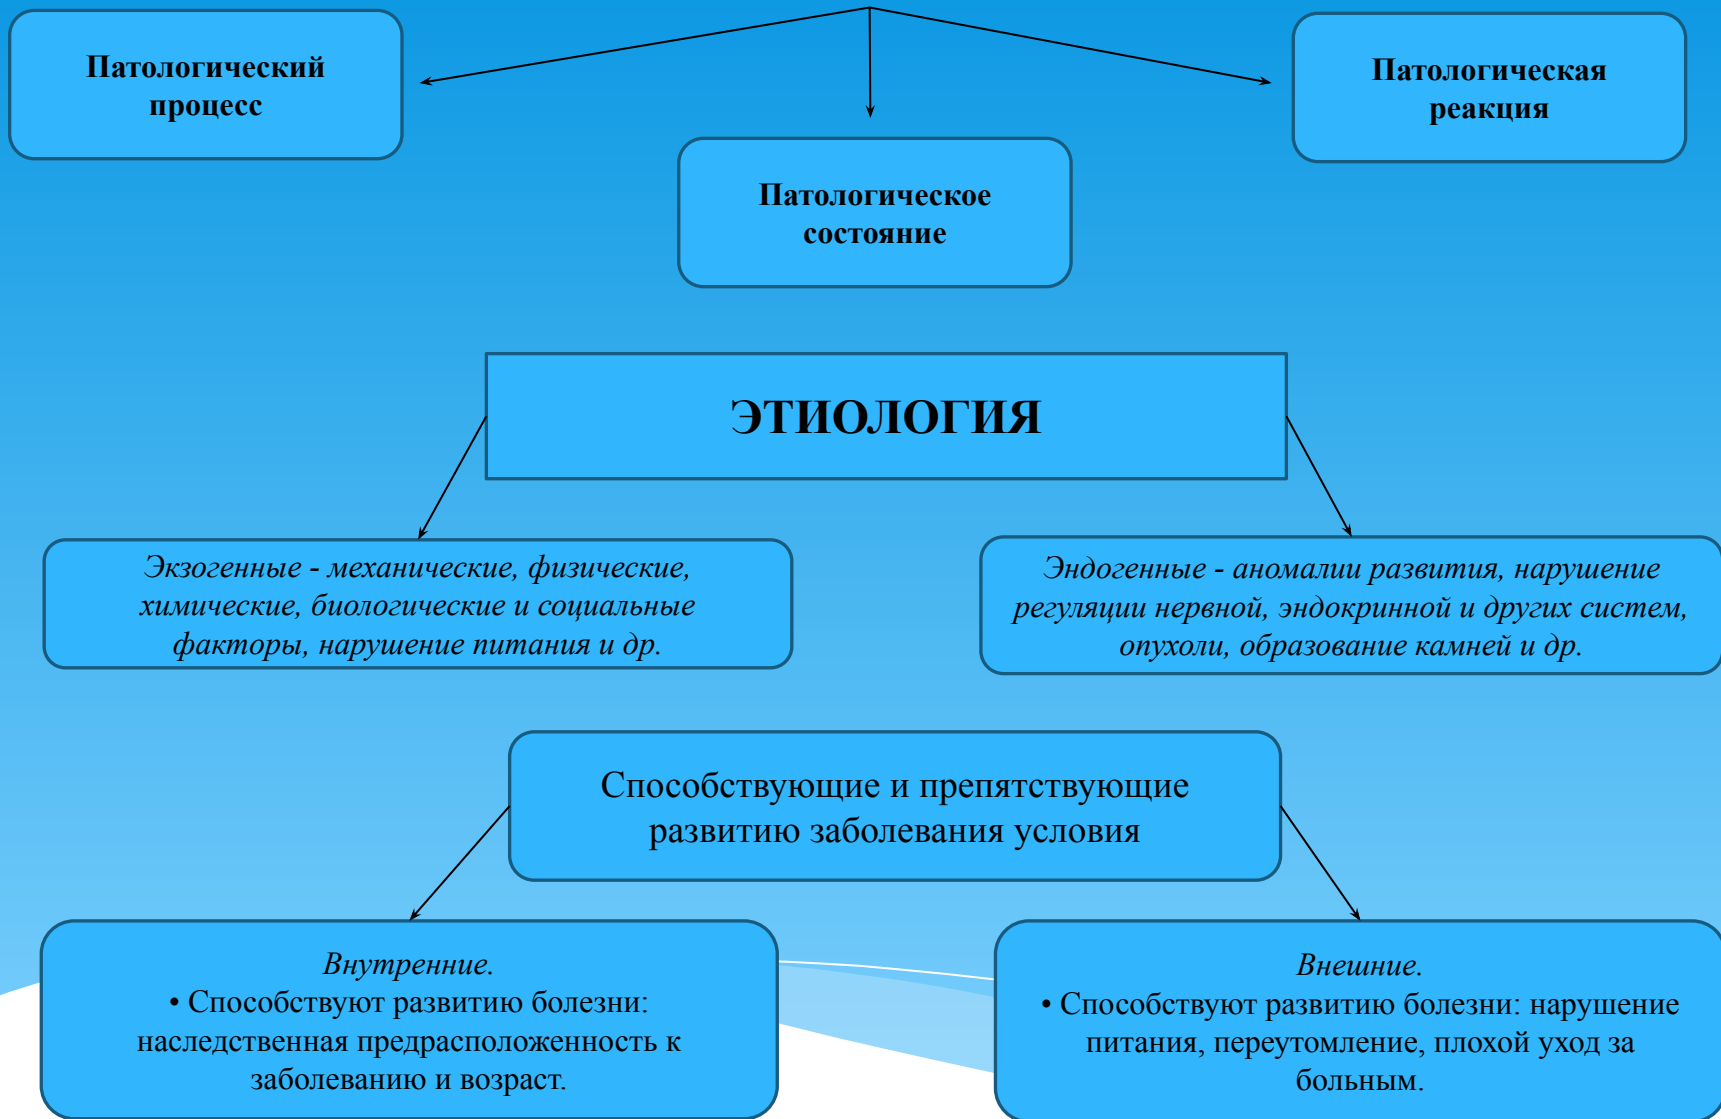 Патологический
процесс
Патологическая
реакция
Патологическое
состояние
ЭТИОЛОГИЯ
Экзогенные - механические, физические,
химические, биологические и социальные
факторы, нарушение питания и др.
Эндогенные - аномалии развития, нарушение
регуляции нервной, эндокринной и других систем,
опухоли, образование камней и др.
Способствующие и препятствующие
развитию заболевания условия
Внутренние.
• Способствуют развитию болезни:
наследственная предрасположенность к
заболеванию и возраст.
Внешние.
• Способствуют развитию болезни: нарушение
питания, переутомление, плохой уход за
больным.